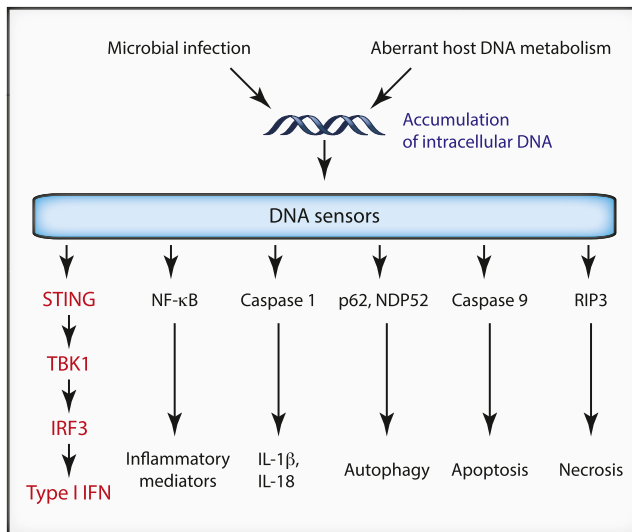 Microbial infection
Aberrant host DNA metabolism
Accumulation
of intracellular DNA
DNA sensors
STING
NF-κB
Caspase 1
p62, NDP52
Caspase 9
RIP3
TBK1
IRF3
Type I IFN
Inflammatory
mediators
IL-1β,
IL-18
Autophagy
Apoptosis
Necrosis